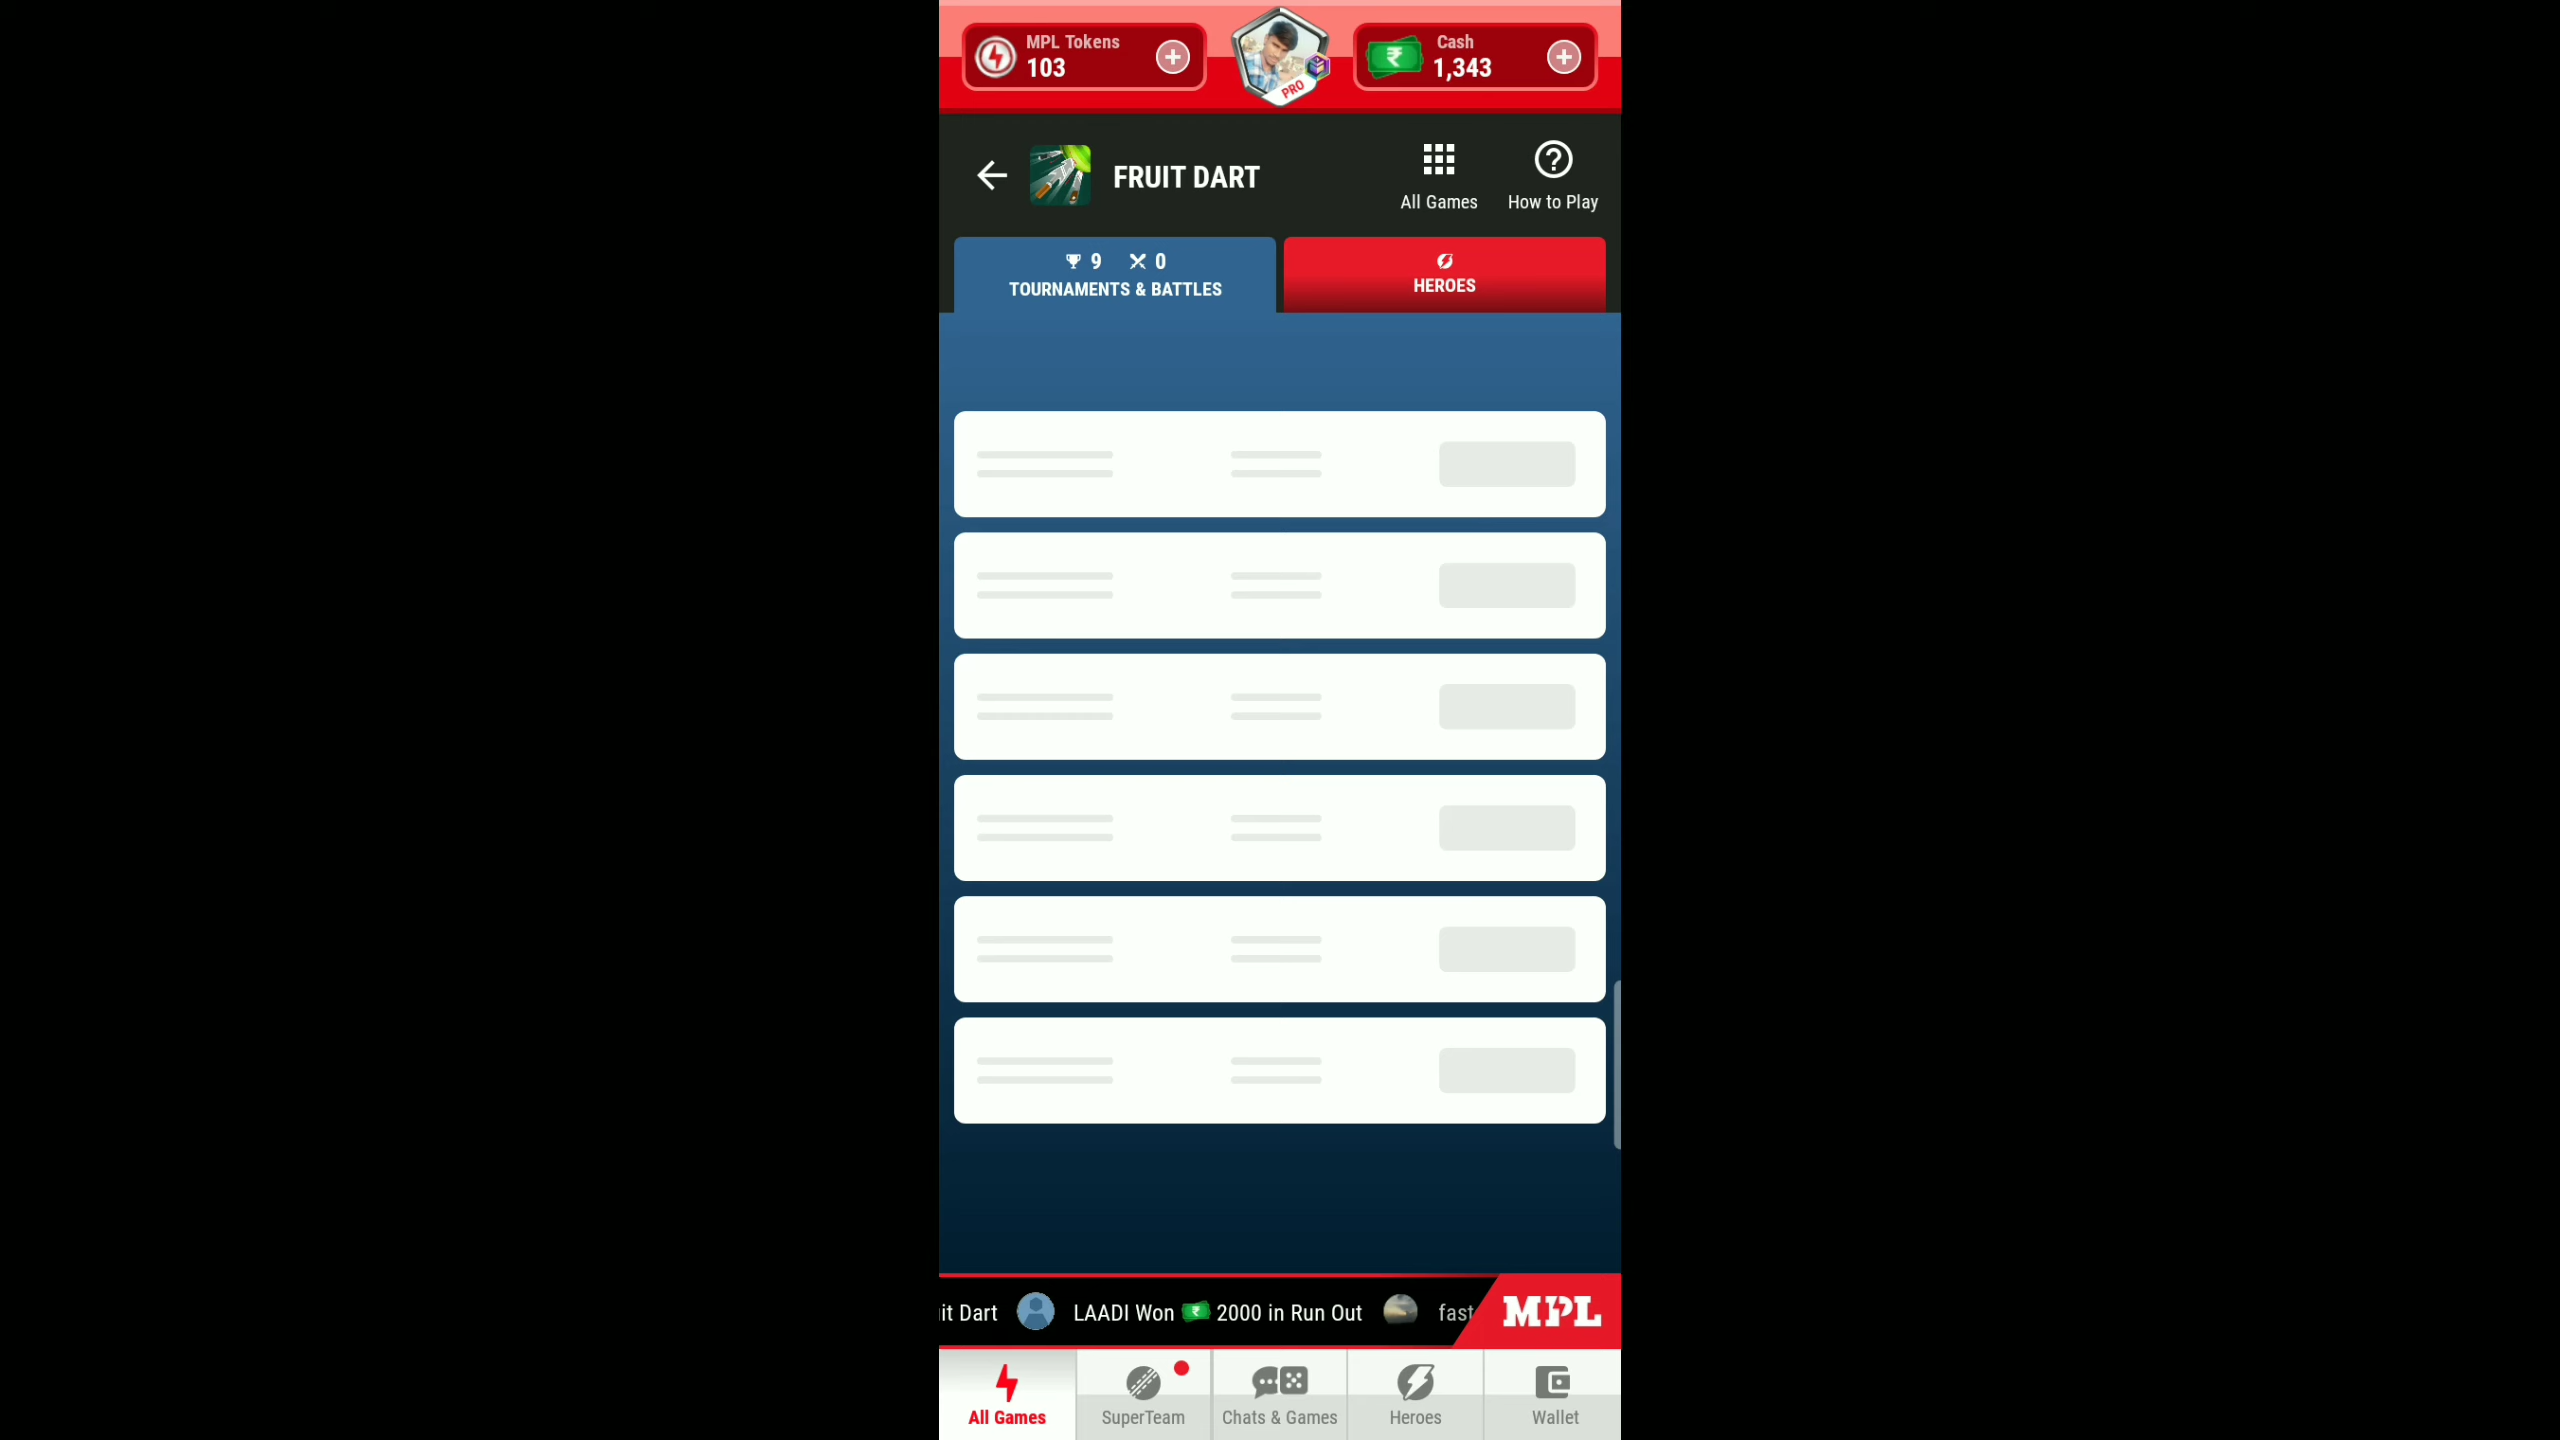 MPL Tokens
103
PRO
Cash
1,343
FRUIT DART
All Games
How to Play
9 0
TOURNAMENTS & BATTLES
HEROES
it Dart LAADI Won 2000 in Run Out fast
MPL
All Games
SuperTeam
Chats & Games
Heroes
Wallet